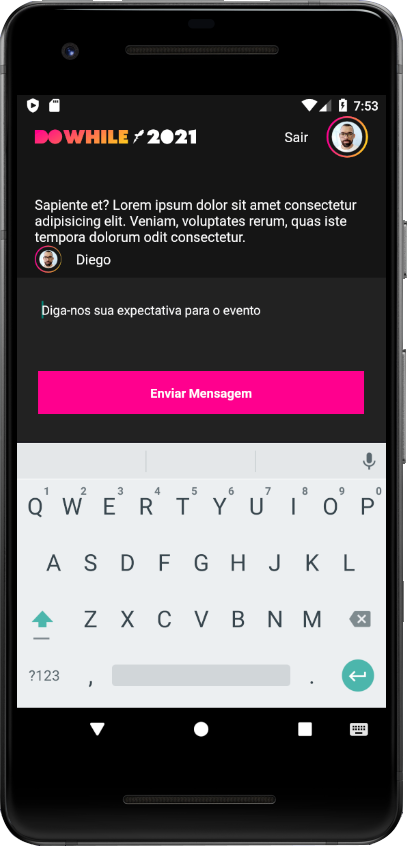 7:53
DOWHILE 2021
Sair
Sapiente et? Lorem ipsum dolor sit amet consectetur
adipisicing elit. Veniam, voluptates rerum, quas iste
tempora dolorum odit consectetur.
Diego
Diga-nos sua expectativa para o evento
Enviar Mensagem
1 2 3 4 5 6 7 8 9 0
Q W E R T Y U I O P
A S D F G H J K L
Z X C V B N M
?123 , .